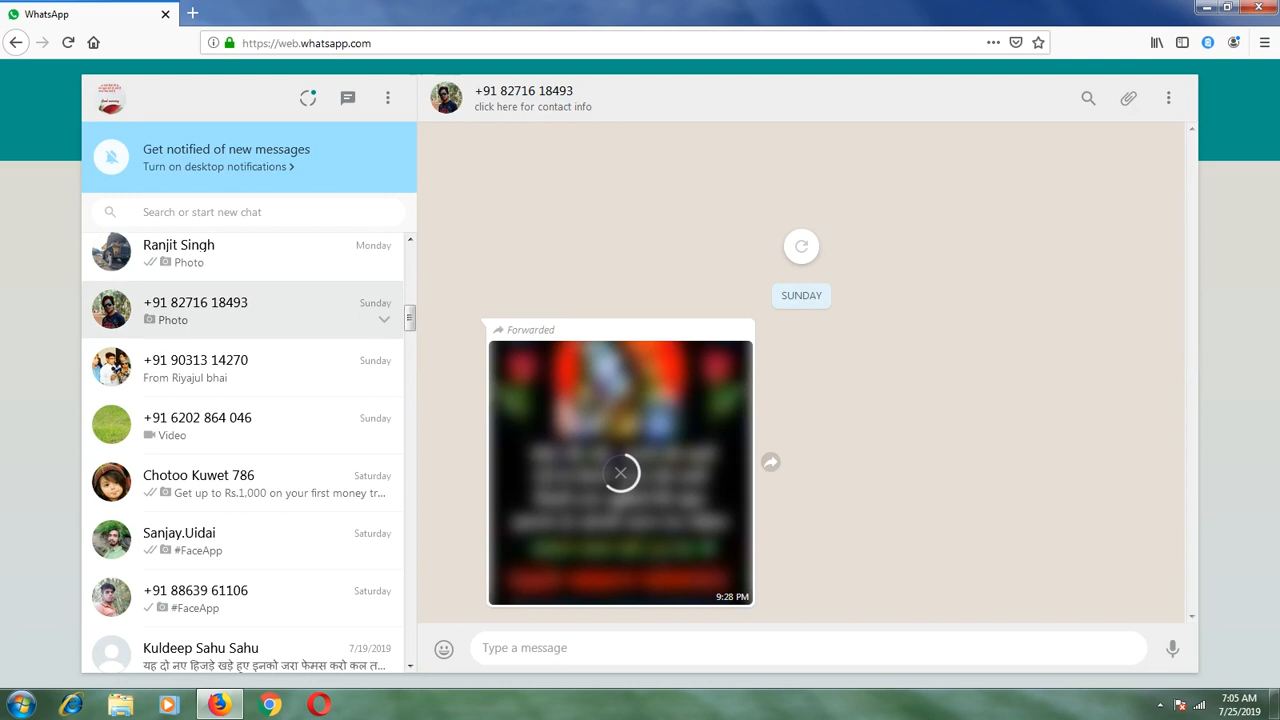 WhatsApp
https://web.whatsapp.com
+91 82716 18493
click here for contact info
Get notified of new messages
Turn on desktop notifications >
Search or start new chat
Ranjit Singh
Monday
Photo
+91 82716 18493
Sunday
Photo
+91 90313 14270
Sunday
From Riyajul bhai
+91 6202 864 046
Sunday
Video
Chotoo Kuwet 786
Saturday
Get up to Rs.1,000 on your first money tr...
Sanjay.Uidai
Saturday
#FaceApp
+91 88639 61106
Saturday
#FaceApp
Kuldeep Sahu Sahu
7/19/2019
यह दो नए हिजड़े खड़े हुए इनको जरा फेमस करो कल त...
SUNDAY
Forwarded
9:28 PM
Type a message
7:05 AM
7/25/2019